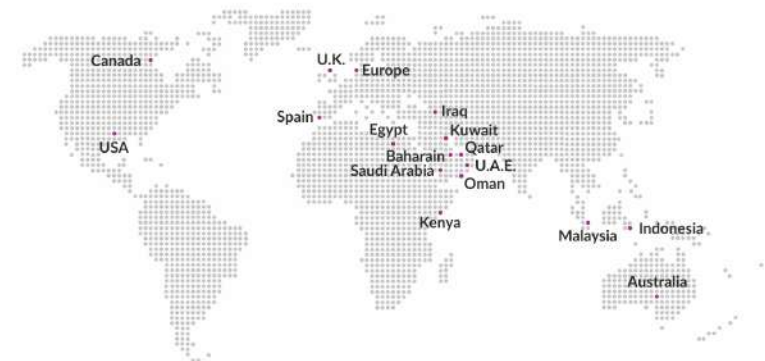 Canada
U.K.
Europe
Spain
Iraq
USA
Egypt
Kuwait
Baharain
Qatar
U.A.E.
Saudi Arabia
Oman
Kenya
Malaysia
Indonesia
Australia